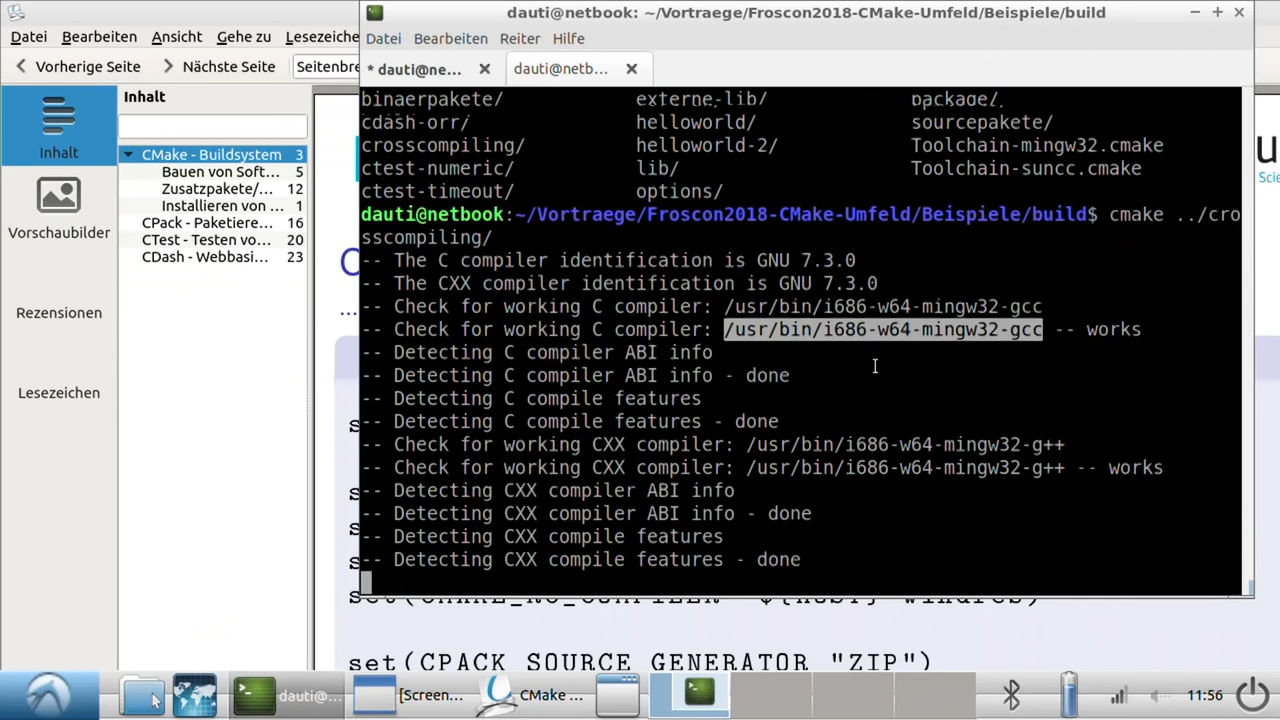 dauti@netbook: ~/Vortraege/Froscon2018-CMake-Umfeld/Beispiele/build
Datei Bearbeiten Ansicht Gehe zu Lesezeiche
Datei Bearbeiten Reiter Hilfe
Vorherige Seite Nächste Seite Seitenbre
* dauti@ne... dauti@netb...
Inhalt
Inhalt
Vorschaubilder
Rezensionen
Lesezeichen
CMake - Buildsystem 3
Bauen von Soft... 5
Zusatzpakete/... 12
Installieren von ... 1
CPack - Paketiere... 16
CTest - Testen vo... 20
CDash - Webbasi... 23
binaerpakete/ externe-lib/ package/
cdash-orr/ helloworld/ sourcepakete/
crosscompiling/ helloworld-2/ Toolchain-mingw32.cmake
ctest-numeric/ lib/ Toolchain-suncc.cmake
ctest-timeout/ options/
dauti@netbook:~/Vortraege/Froscon2018-CMake-Umfeld/Beispiele/build$ cmake ../cro
sscompiling/
-- The C compiler identification is GNU 7.3.0
-- The CXX compiler identification is GNU 7.3.0
-- Check for working C compiler: /usr/bin/i686-w64-mingw32-gcc
-- Check for working C compiler: /usr/bin/i686-w64-mingw32-gcc -- works
-- Detecting C compiler ABI info
-- Detecting C compiler ABI info - done
-- Detecting C compile features
-- Detecting C compile features - done
-- Check for working CXX compiler: /usr/bin/i686-w64-mingw32-g++
-- Check for working CXX compiler: /usr/bin/i686-w64-mingw32-g++ -- works
-- Detecting CXX compiler ABI info
-- Detecting CXX compiler ABI info - done
-- Detecting CXX compile features
-- Detecting CXX compile features - done
set(CMAKE_RC_COMPILER ${host}-windres)
set(CPACK_SOURCE_GENERATOR "ZIP")
dauti@... [Screen... CMake ... 11:56